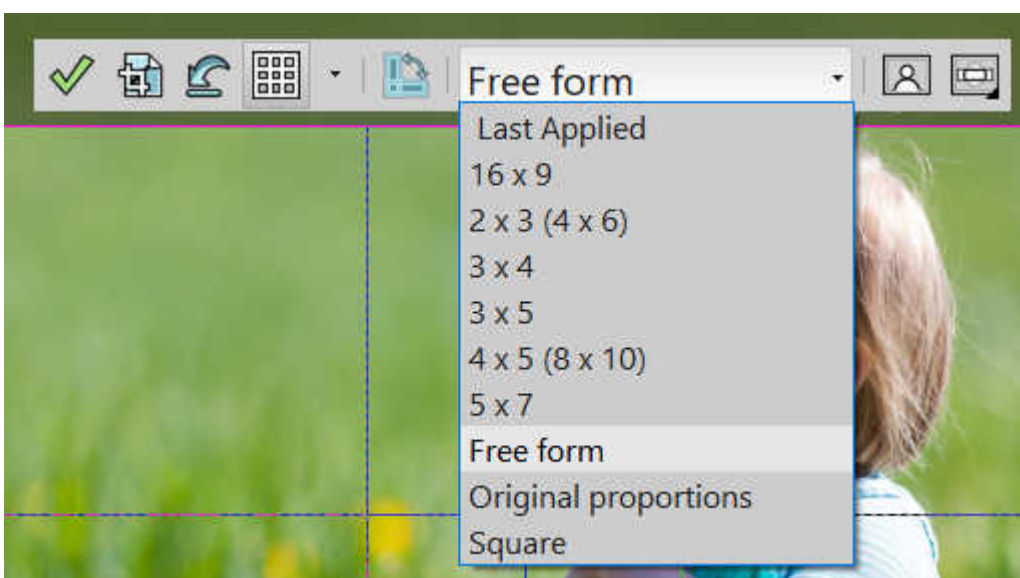 Free form
Last Applied
16 x 9
2 x 3 (4 x 6)
3 x 4
3 x 5
4 x 5 (8 x 10)
5 x 7
Free form
Original proportions
Square